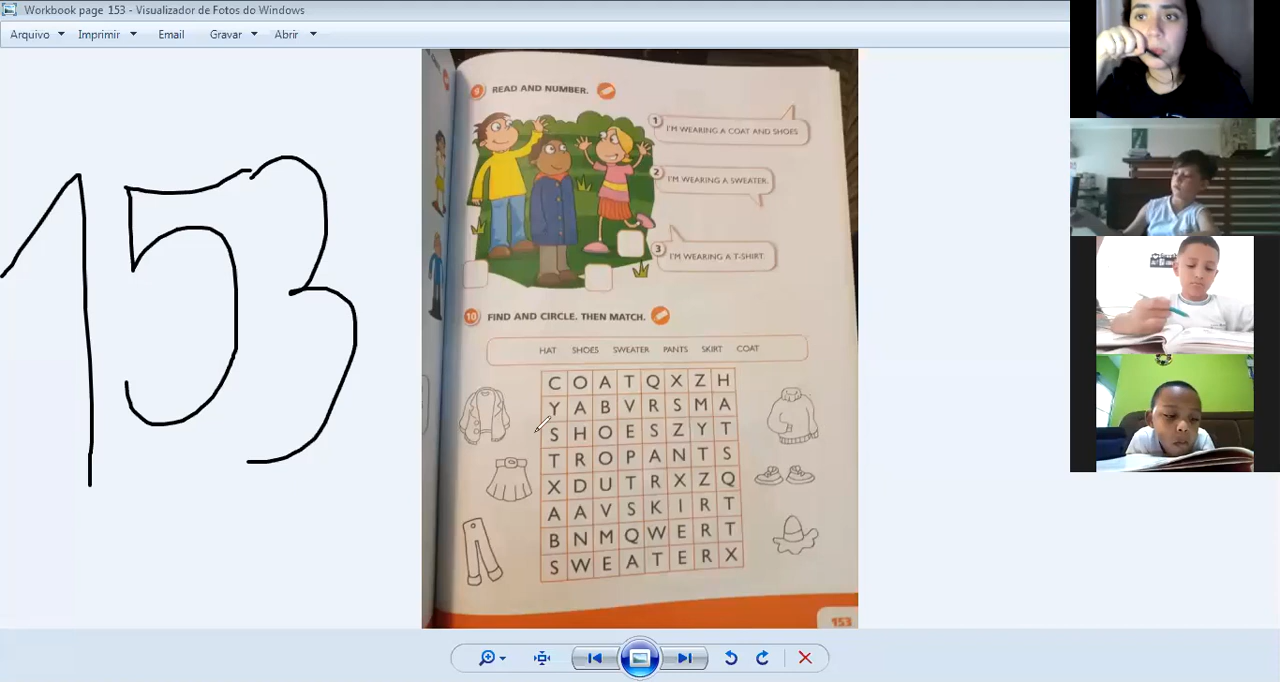 Workbook page 153 - Visualizador de Fotos do Windows
Arquivo Imprimir Email Gravar Abrir
153
9 READ AND NUMBER.
1 I'M WEARING A COAT AND SHOES
2 I'M WEARING A SWEATER.
3 I'M WEARING A T-SHIRT.
10 FIND AND CIRCLE. THEN MATCH.
HAT SHOES SWEATER PANTS SKIRT COAT
C O A T Q X Z H
Y A B V R S M A
S H O E S Z Y T
T R O P A N T S
X D U T R X Z Q
A A V S K I R T
B N M Q W E R T
S W E A T E R X
153